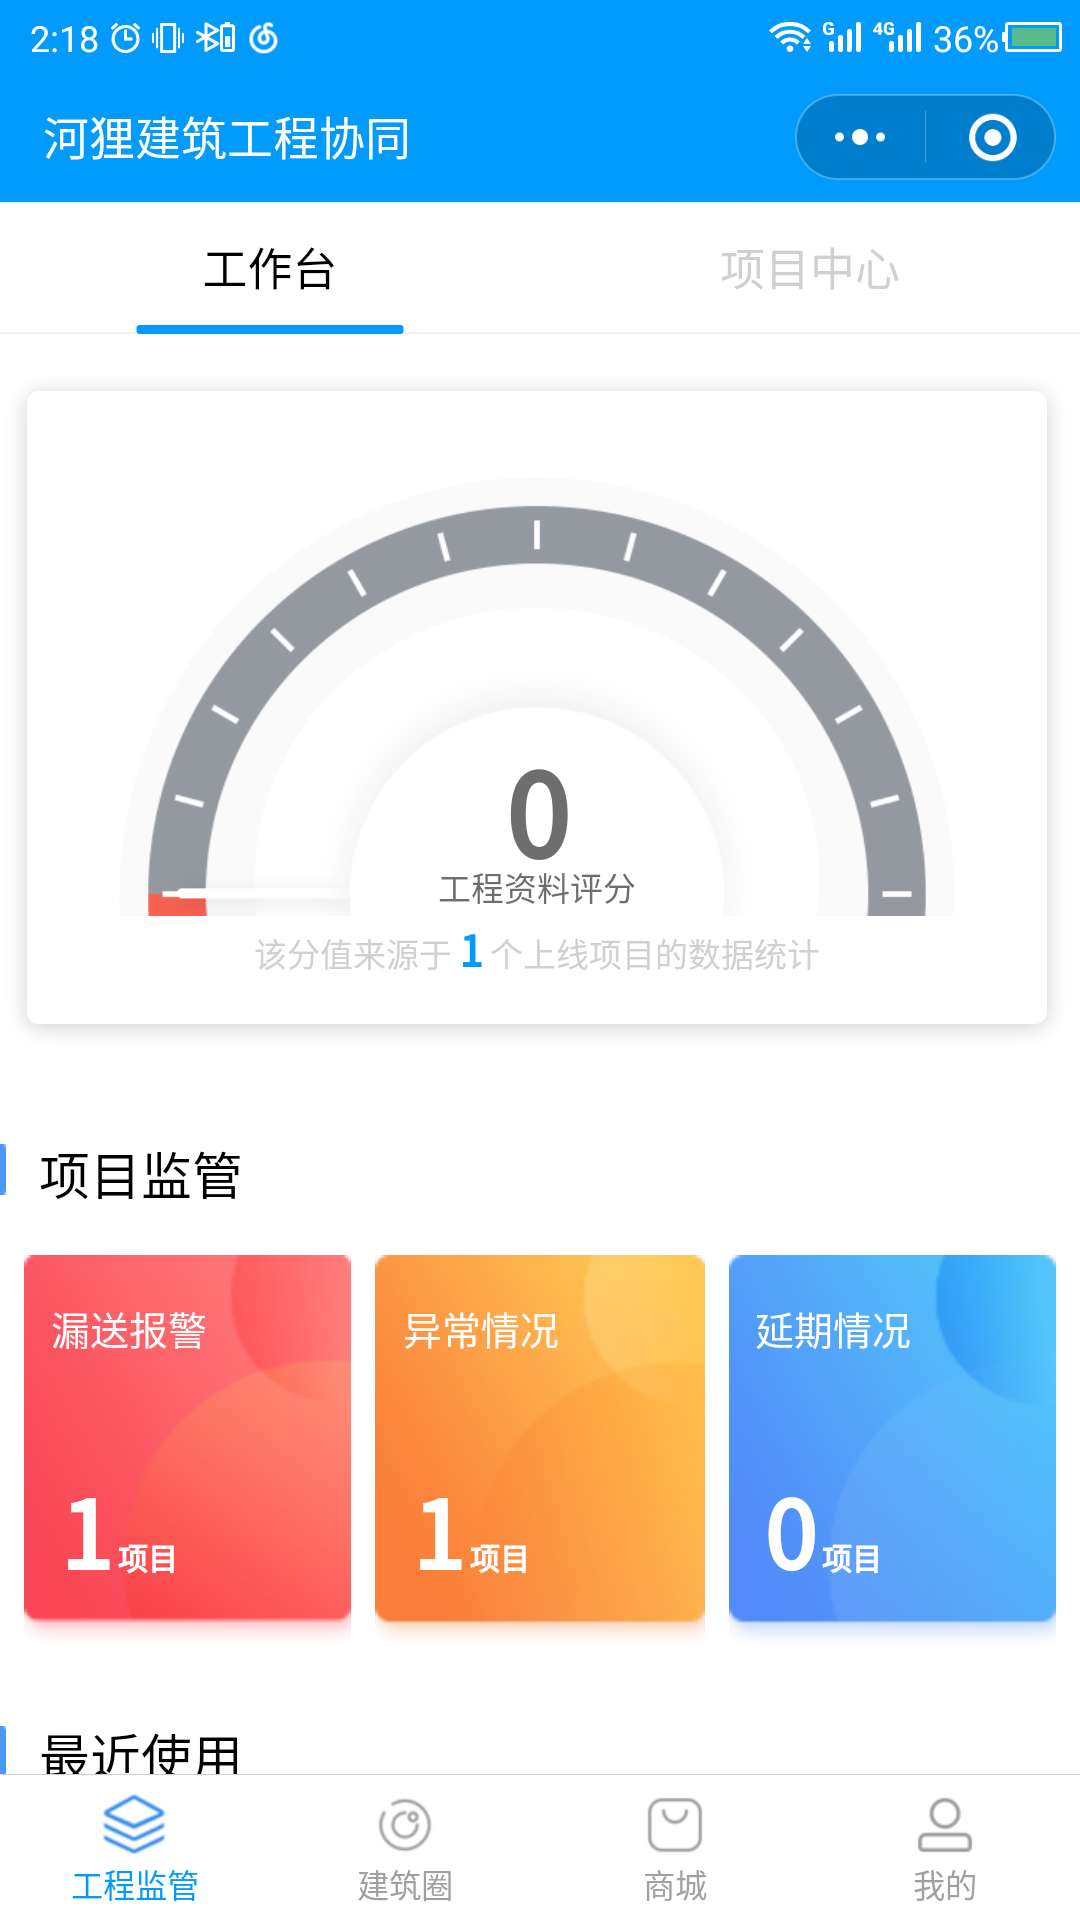 2:18 G 4G 36%
河狸建筑工程协同
工作台 项目中心
0
工程资料评分
该分值来源于 1 个上线项目的数据统计
项目监管
漏送报警 异常情况 延期情况
1项目 1项目 0项目
最近使用
工程监管 建筑圈 商城 我的